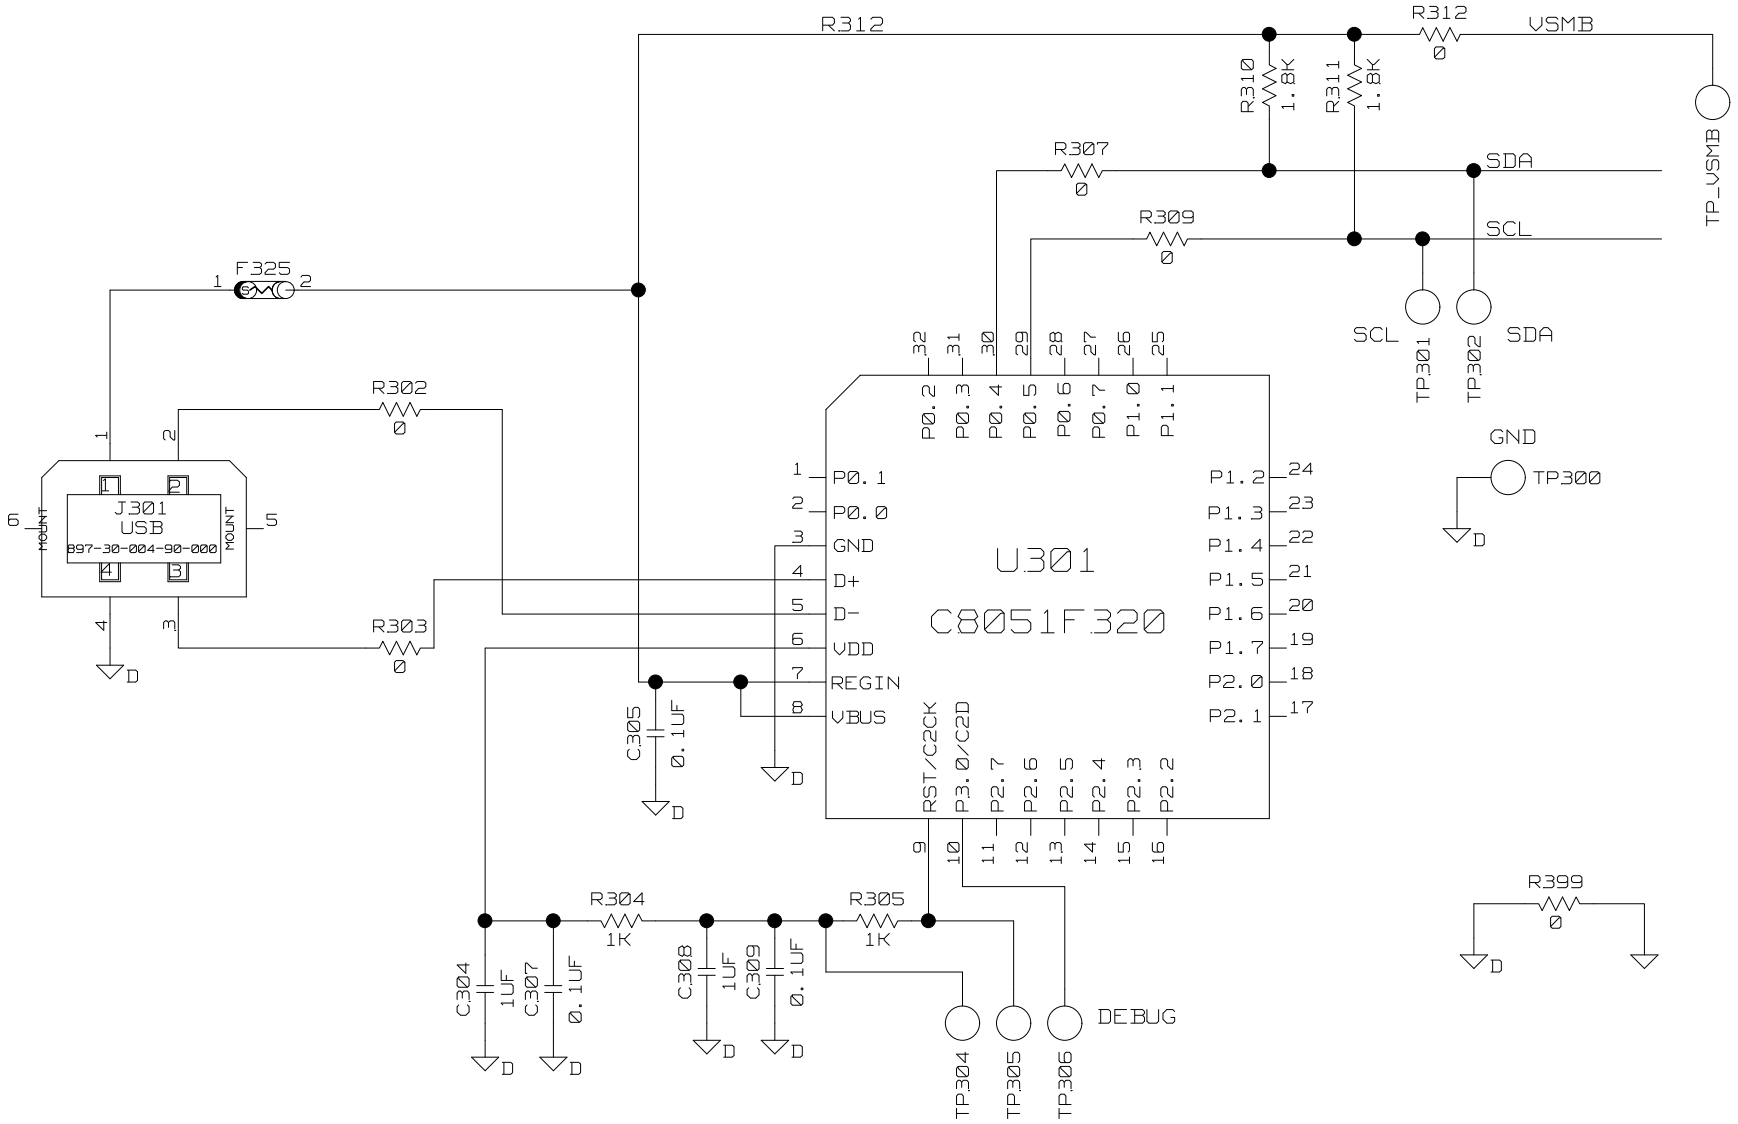 R312
R312
0
VSMB
R310
1.8K
R311
1.8K
TP_VSMB
R307
0
SDA
R309
0
SCL
1
F325
S
2
SCL
SDA
TP301
TP302
32
31
30
29
28
27
26
25
P0.2
P0.3
P0.4
P0.5
P0.6
P0.7
P1.0
P1.1
R302
0
1
2
1
2
J301
USB
897-30-004-90-000
6
MOUNT
MOUNT
5
4
3
4
3
D
R303
0
GND
TP300
D
1
P0.1
2
P0.0
3
GND
4
D+
5
D-
6
VDD
7
REGIN
8
VBUS
U301
C8051F320
P1.2
24
P1.3
23
P1.4
22
P1.5
21
P1.6
20
P1.7
19
P2.0
18
P2.1
17
C305
0.1UF
D
D
RST/C2CK
P3.0/C2D
P2.7
P2.6
P2.5
P2.4
P2.3
P2.2
9
10
11
12
13
14
15
16
R304
1K
R305
1K
R399
0
D
C304
1UF
C307
0.1UF
C308
1UF
C309
0.1UF
D
D
D
D
DEBUG
TP304
TP305
TP306